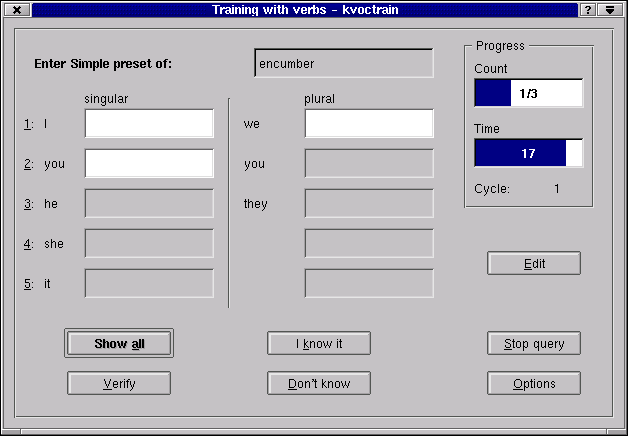 Training with verbs - kvoctrain
?
Enter Simple preset of: encumber
Progress
Count
1/3
Time
17
Cycle: 1
singular plural
1: I we
2: you you
3: he they
4: she
5: it
Edit
Show all I know it Stop query
Verify Don't know Options